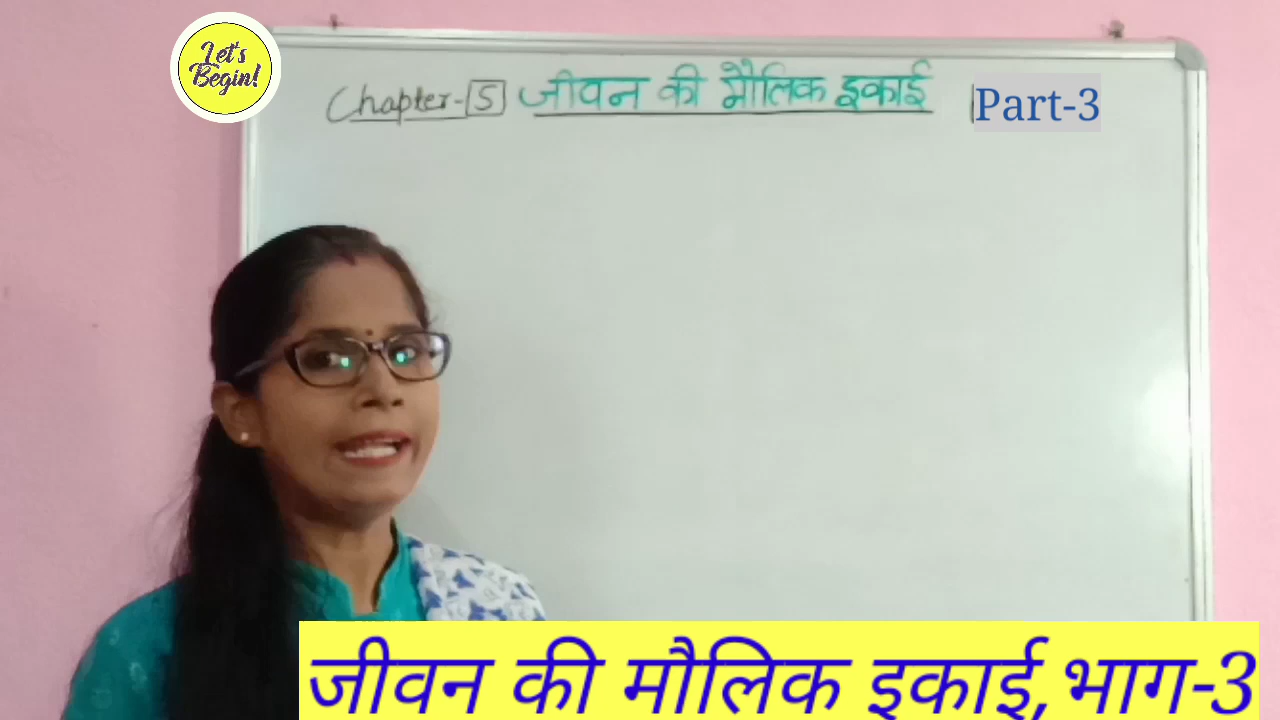 Let's
Begin!
Chapter-5 जीवन की मौलिक इकाई Part-3
जीवन की मौलिक इकाई, भाग-3